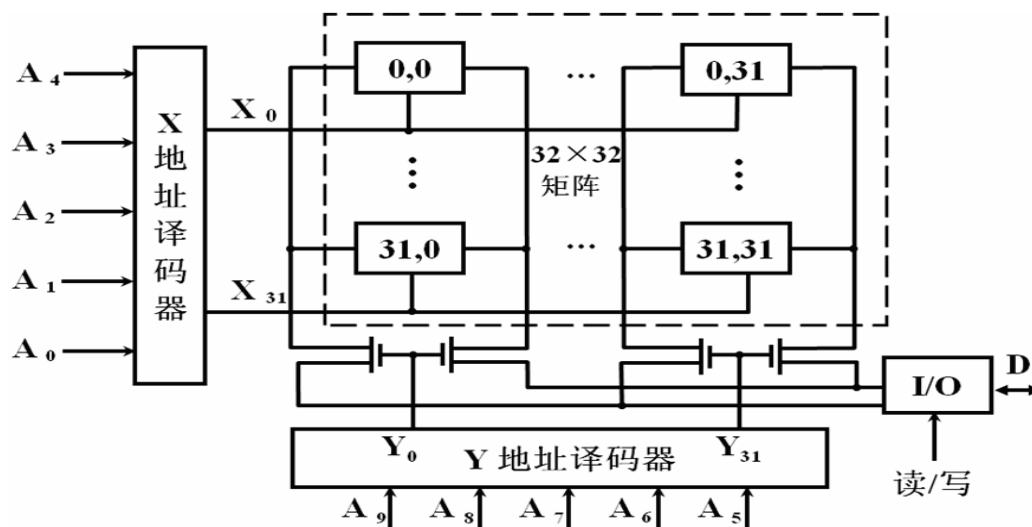 A4
A3
A2
A1
A0
X
地
址
译
码
器
X0
X31
0,0
…
0,31
⋮
32×32
矩阵
⋮
31,0
…
31,31
I/O
D
读/写
Y0
Y31
Y 地址译码器
A9
A8
A7
A6
A5